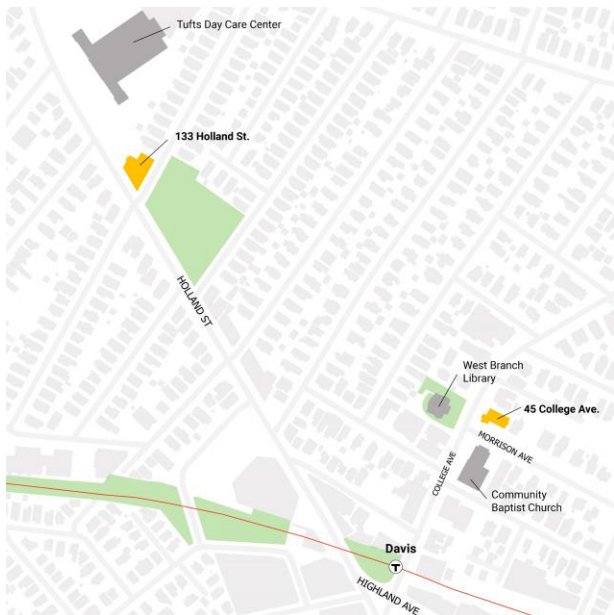 Tufts Day Care Center
133 Holland St.
HOLLAND ST
West Branch
Library
45 College Ave.
MORRISON AVE
COLLEGE AVE
Community
Baptist Church
Davis
T
HIGHLAND AVE